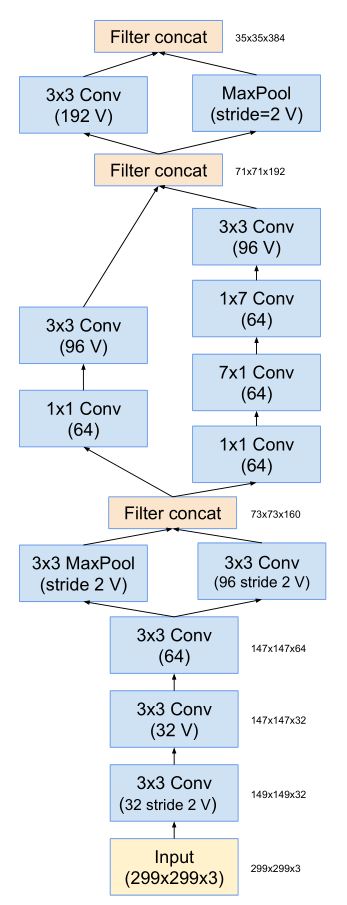 Filter concat
35x35x384
3x3 Conv
(192 V)
MaxPool
(stride=2 V)
Filter concat
71x71x192
3x3 Conv
(96 V)
1x7 Conv
(64)
3x3 Conv
(96 V)
7x1 Conv
(64)
1x1 Conv
(64)
1x1 Conv
(64)
Filter concat
73x73x160
3x3 MaxPool
(stride 2 V)
3x3 Conv
(96 stride 2 V)
3x3 Conv
(64)
147x147x64
3x3 Conv
(32 V)
147x147x32
3x3 Conv
(32 stride 2 V)
149x149x32
Input
(299x299x3)
299x299x3